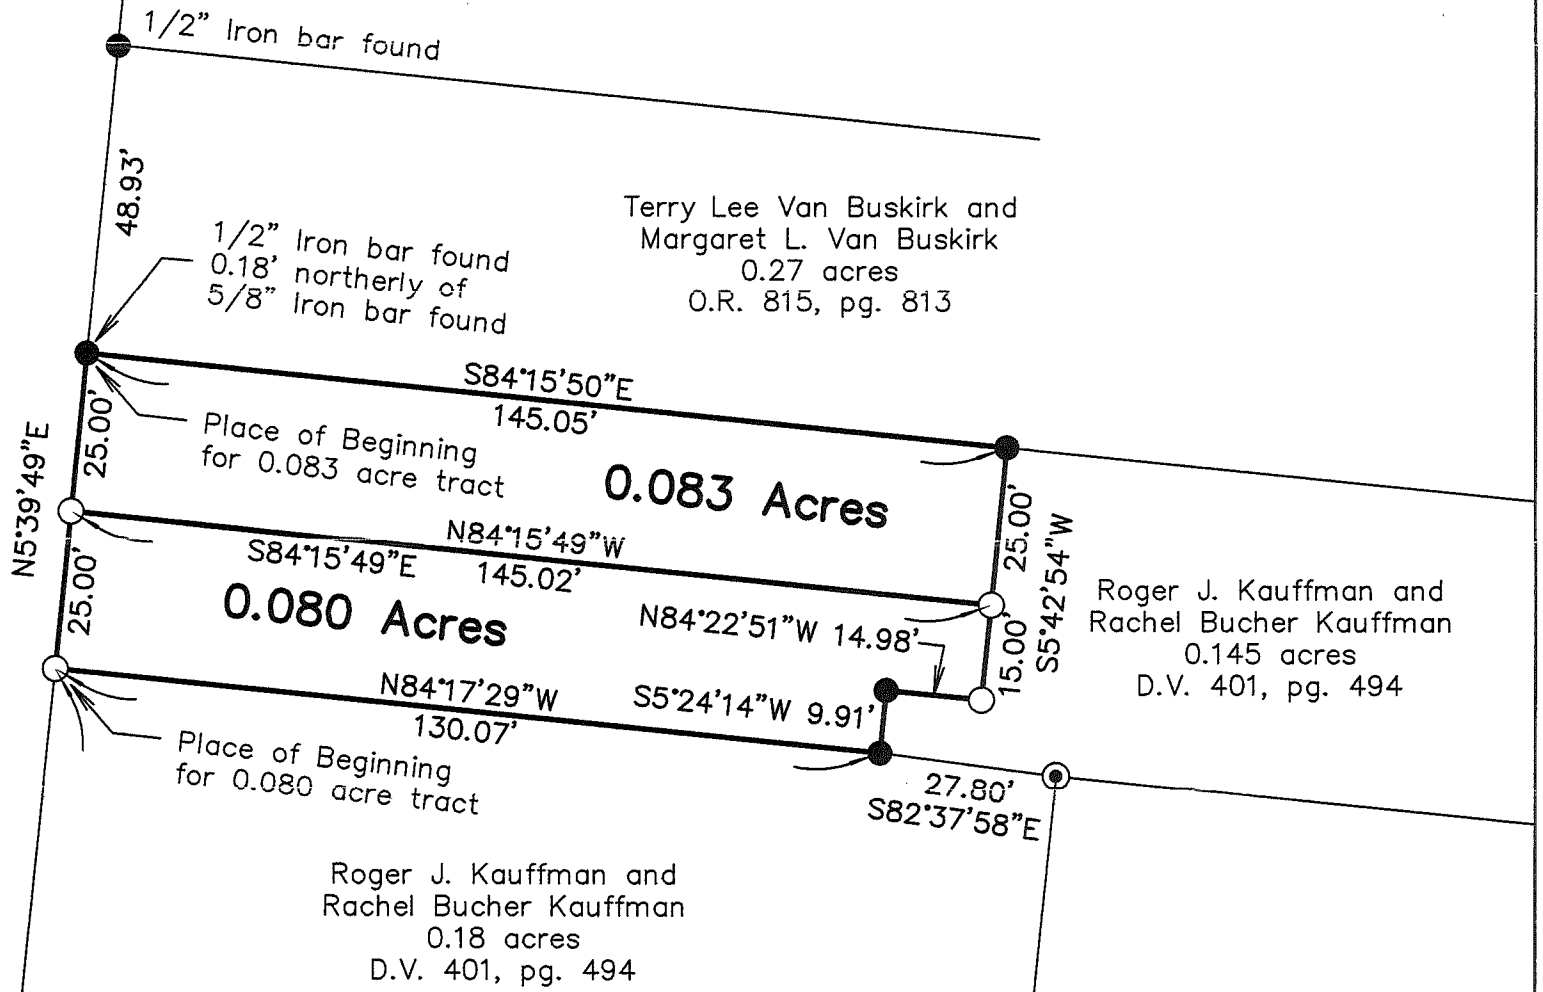 1/2" Iron bar found
48.93'
Terry Lee Van Buskirk and
Margaret L. Van Buskirk
0.27 acres
O.R. 815, pg. 813
1/2" Iron bar found
0.18' northerly of
5/8" Iron bar found
S84°15'50"E
145.05'
25.00'
Place of Beginning
for 0.083 acre tract
0.083 Acres
N5°39'49"E
25.00'
S5°42'54"W
N84°15'49"W
S84°15'49"E
145.02'
25.00'
0.080 Acres
N84°22'51"W 14.98'
15.00'
Roger J. Kauffman and
Rachel Bucher Kauffman
0.145 acres
D.V. 401, pg. 494
N84°17'29"W
130.07'
S5°24'14"W 9.91'
Place of Beginning
for 0.080 acre tract
27.80'
S82°37'58"E
Roger J. Kauffman and
Rachel Bucher Kauffman
0.18 acres
D.V. 401, pg. 494